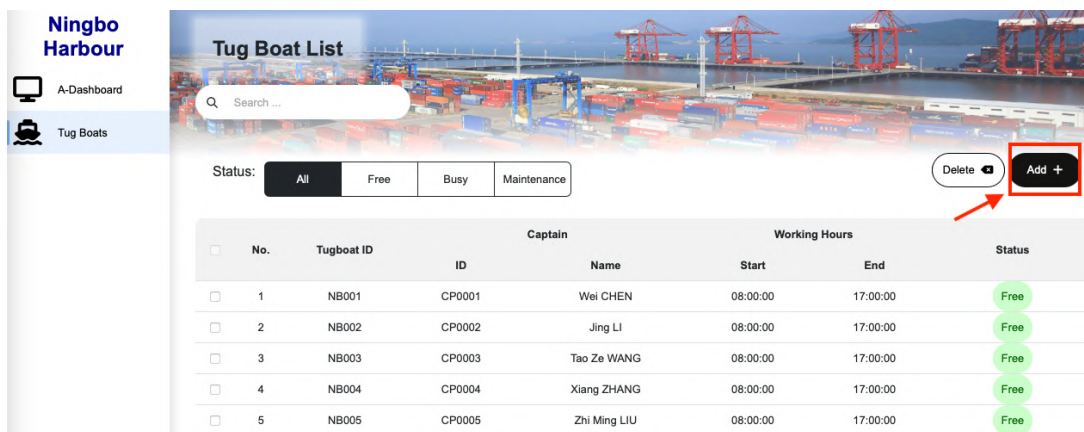 Ningbo
Harbour
A-Dashboard
Tug Boats
Tug Boat List
Search ...
Status:
All Free Busy Maintenance
Delete Add +
Captain Working Hours
No. Tugboat ID Status
ID Name Start End
1 NB001 CP0001 Wei CHEN 08:00:00 17:00:00 Free
2 NB002 CP0002 Jing LI 08:00:00 17:00:00 Free
3 NB003 CP0003 Tao Ze WANG 08:00:00 17:00:00 Free
4 NB004 CP0004 Xiang ZHANG 08:00:00 17:00:00 Free
5 NB005 CP0005 Zhi Ming LIU 08:00:00 17:00:00 Free